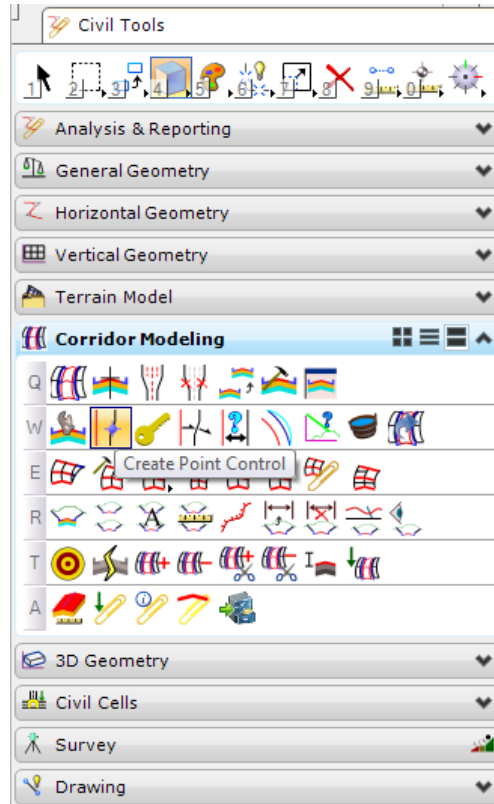 Civil Tools
1 2 3 4 5 6 7 8 9 0
Analysis & Reporting
General Geometry
Horizontal Geometry
Vertical Geometry
Terrain Model
Corridor Modeling
Q
W
Create Point Control
E
R
T
A
3D Geometry
Civil Cells
Survey
Drawing